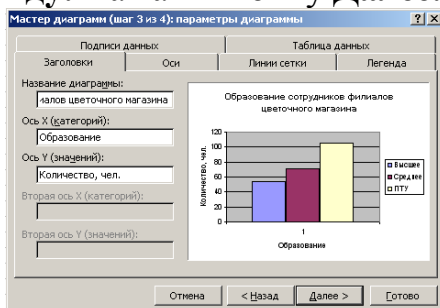 Мастер диаграмм (шаг 3 из 4): параметры диаграммы
Подписи данных
Таблица данных
Заголовки
Оси
Линии сетки
Легенда
Название диаграммы:
иалов цветочного магазина
Ось X (категорий):
Образование
Ось Y (значений):
Количество, чел.
Вторая ось X (категорий):
Вторая ось Y (значений):
Образование сотрудников филиалов
цветочного магазина
Количество, чел.
120
100
80
60
40
20
0
1
Образование
Высшее
Среднее
ПТУ
Отмена
< Назад
Далее >
Готово